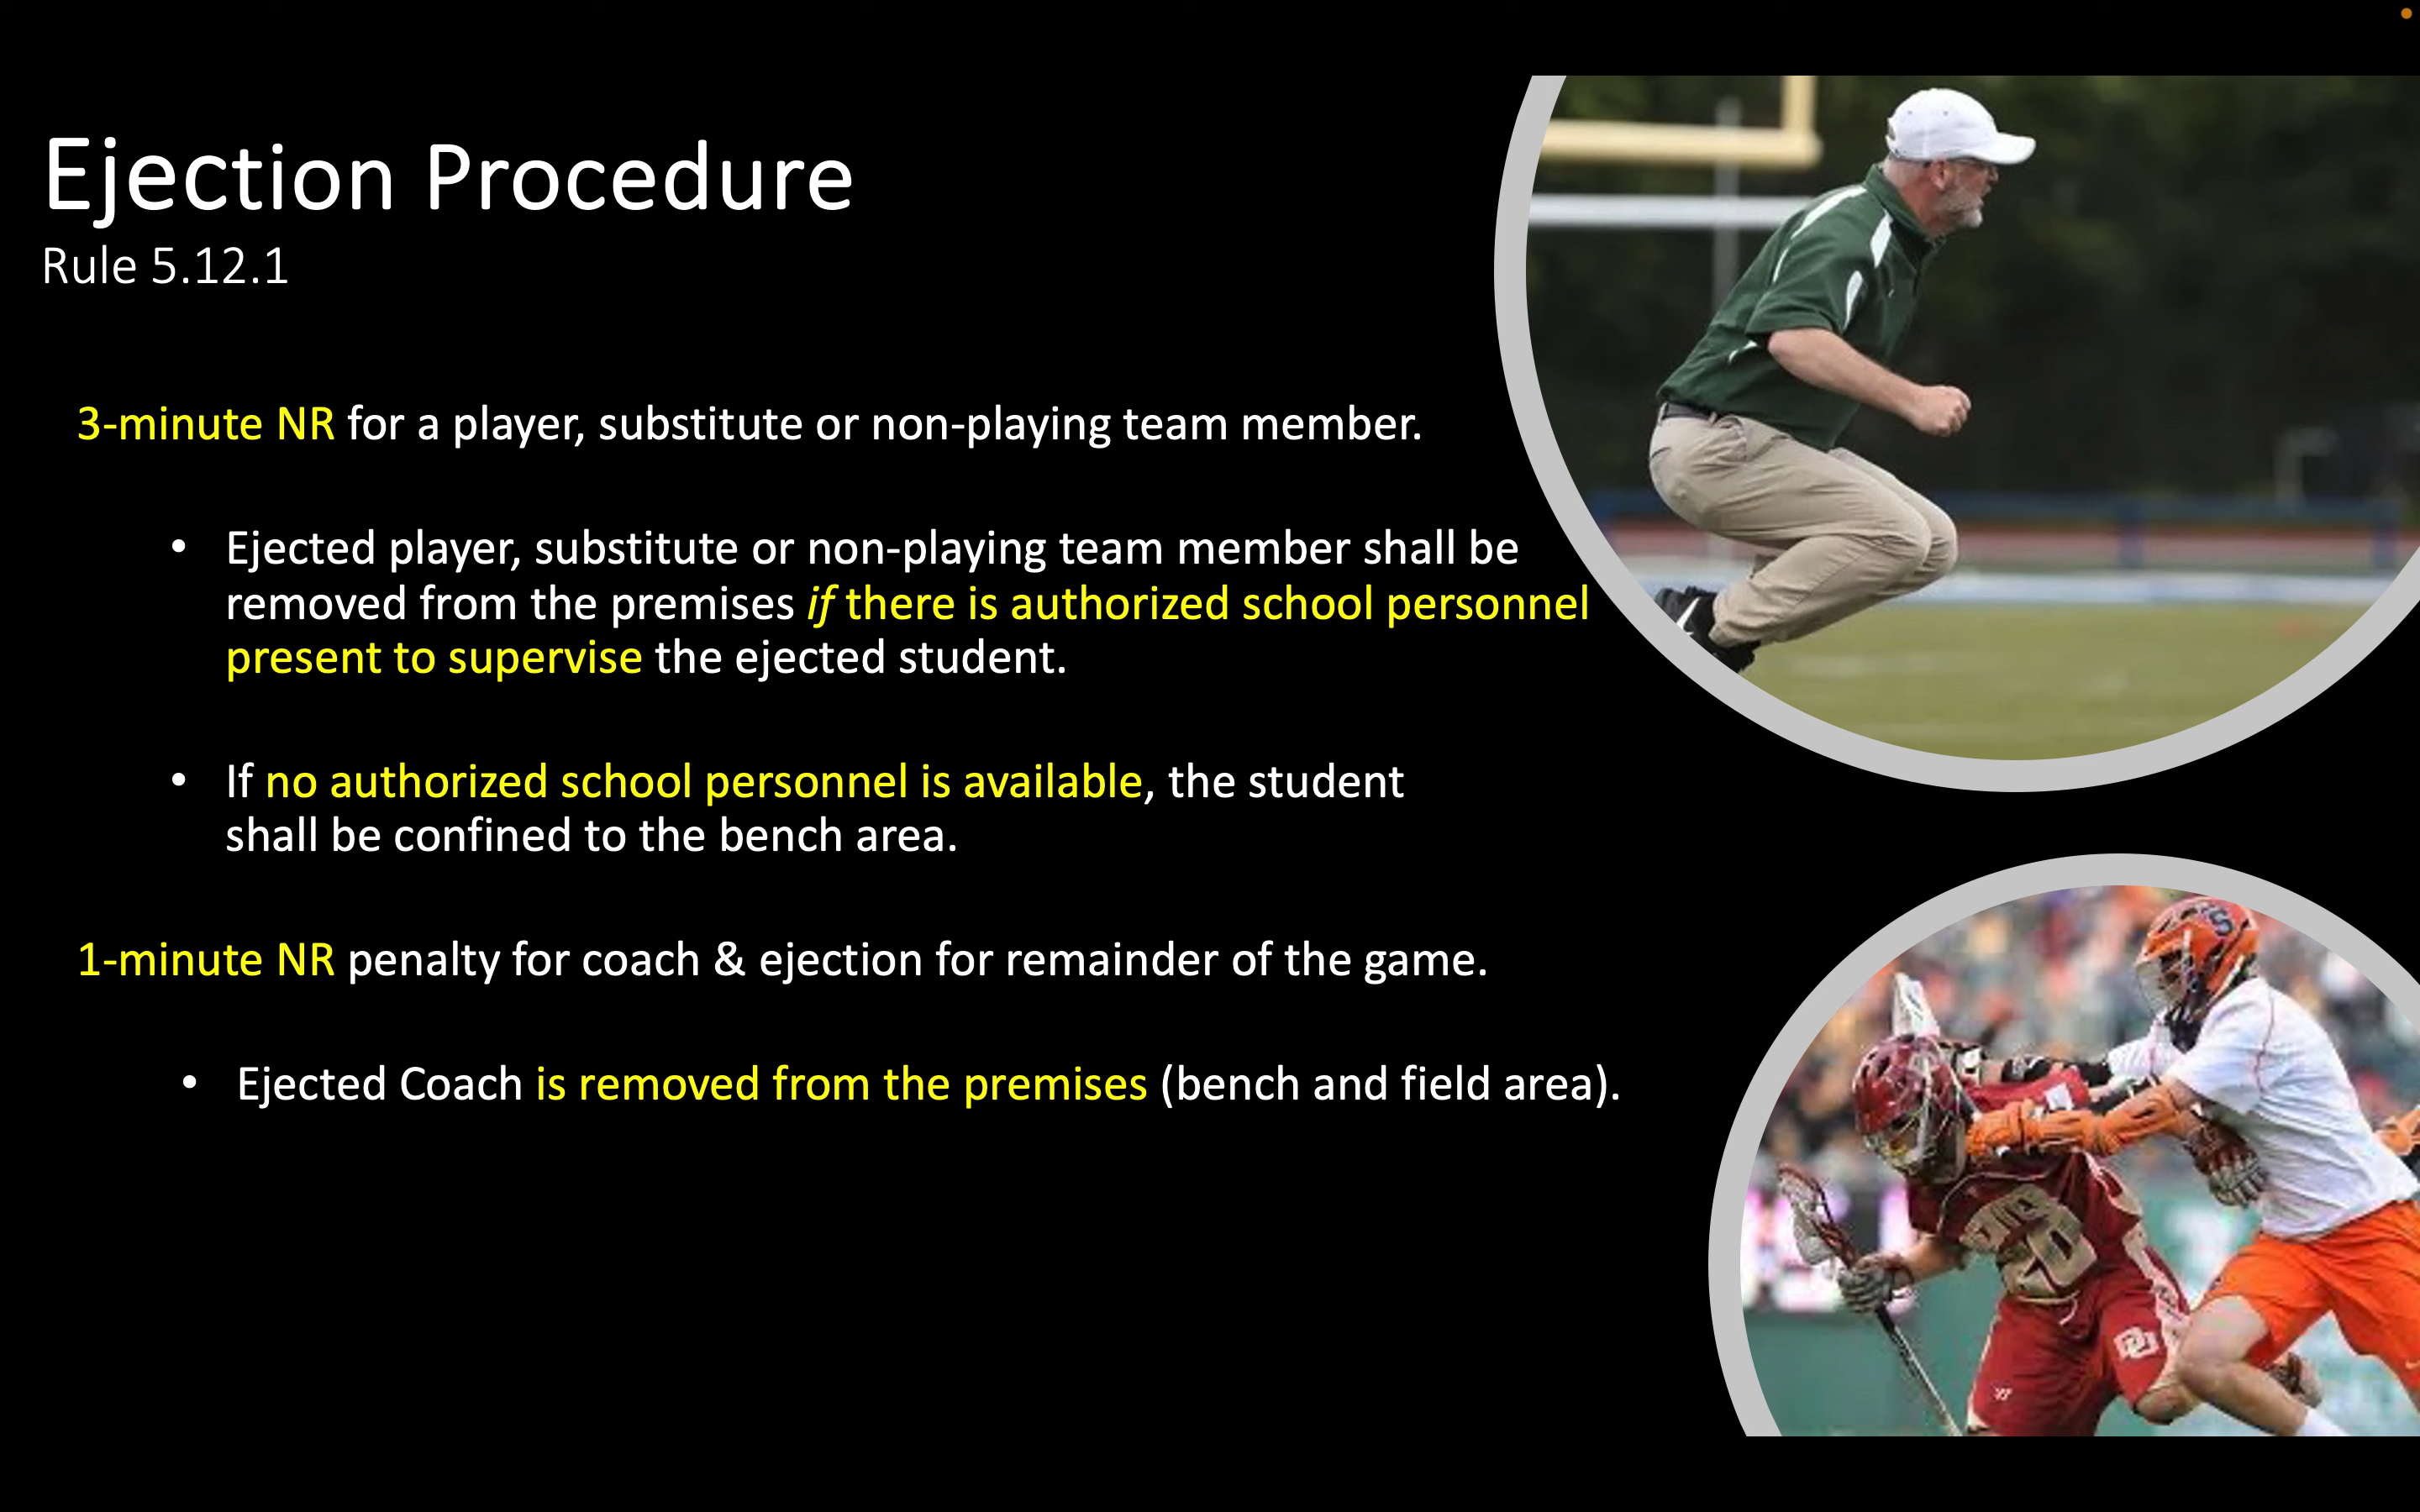 Ejection Procedure
Rule 5.12.1
3-minute NR for a player, substitute or non-playing team member.
• Ejected player, substitute or non-playing team member shall be
removed from the premises if there is authorized school personnel
present to supervise the ejected student.
• If no authorized school personnel is available, the student
shall be confined to the bench area.
1-minute NR penalty for coach & ejection for remainder of the game.
• Ejected Coach is removed from the premises (bench and field area).